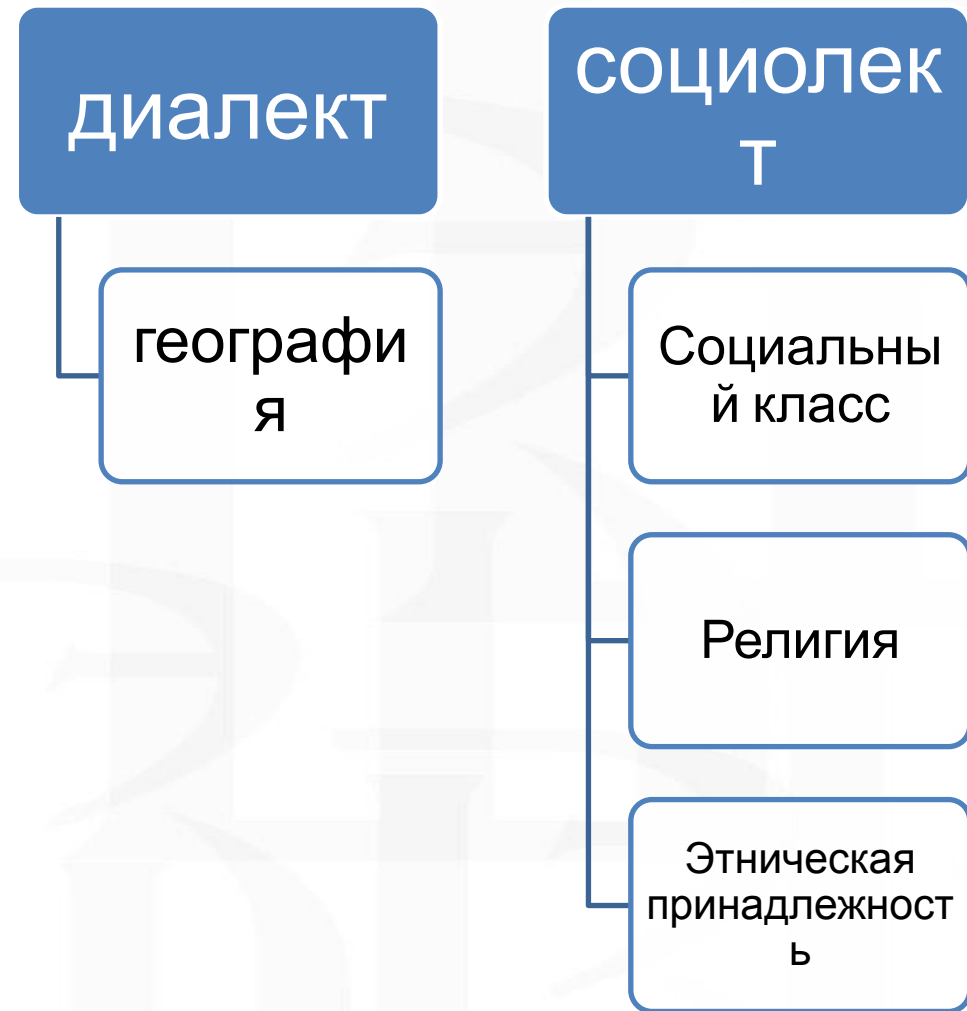 диалект
географи
я
социолек
т
Социальны
й класс
Религия
Этническая
принадлежност
ь